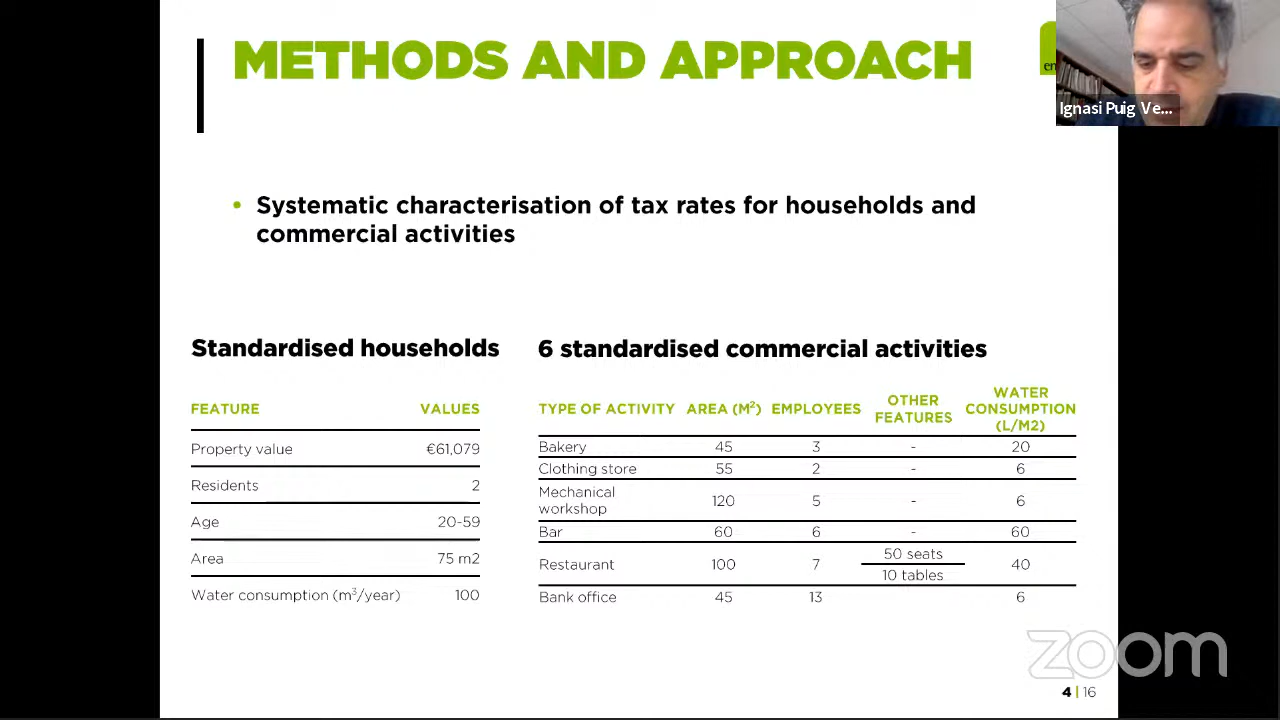 METHODS AND APPROACH
Ignasi Puig Ve...
• Systematic characterisation of tax rates for households and
commercial activities
Standardised households
FEATURE VALUES
Property value €61,079
Residents 2
Age 20-59
Area 75 m2
Water consumption (m³/year) 100
6 standardised commercial activities
TYPE OF ACTIVITY AREA (M²) EMPLOYEES OTHER FEATURES WATER CONSUMPTION (L/M2)
Bakery 45 3 - 20
Clothing store 55 2 - 6
Mechanical workshop 120 5 - 6
Bar 60 6 - 60
Restaurant 100 7 50 seats 10 tables 40
Bank office 45 13 6
zoom
4 | 16